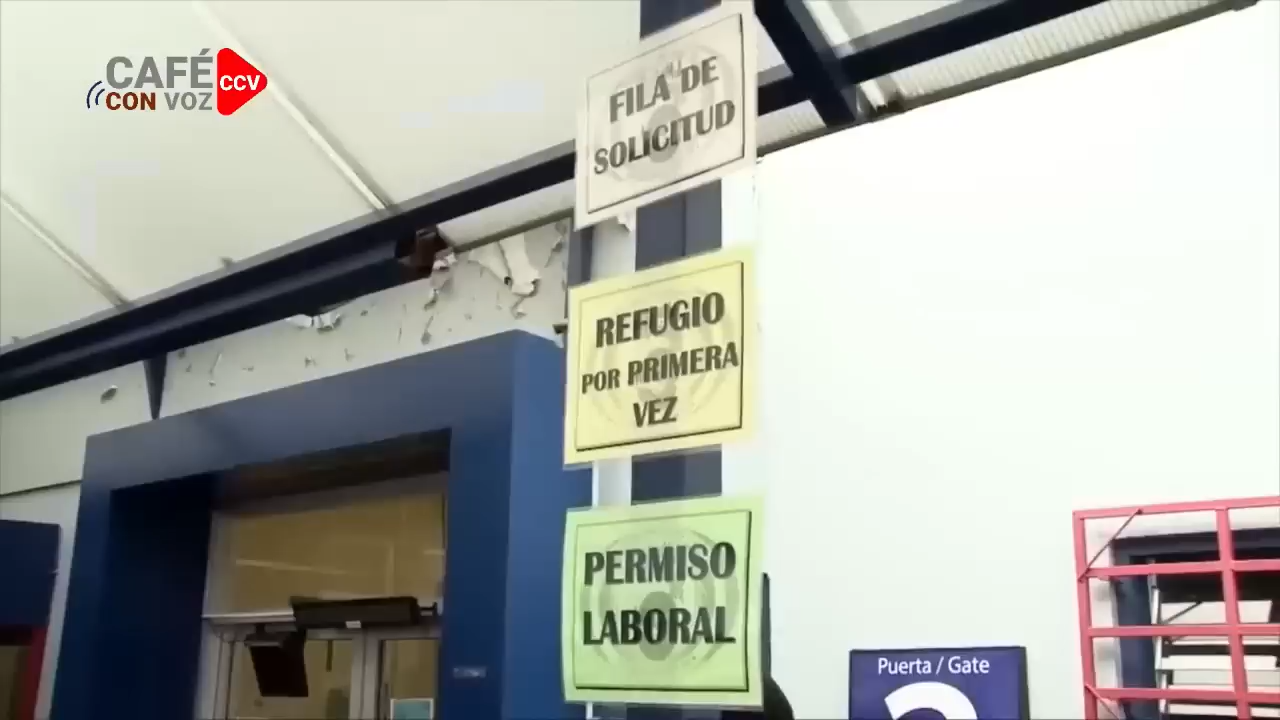 CAFÉ
CON VOZ
CCV
FILA DE
SOLICITUD
REFUGIO
POR PRIMERA
VEZ
PERMISO
LABORAL
Puerta / Gate